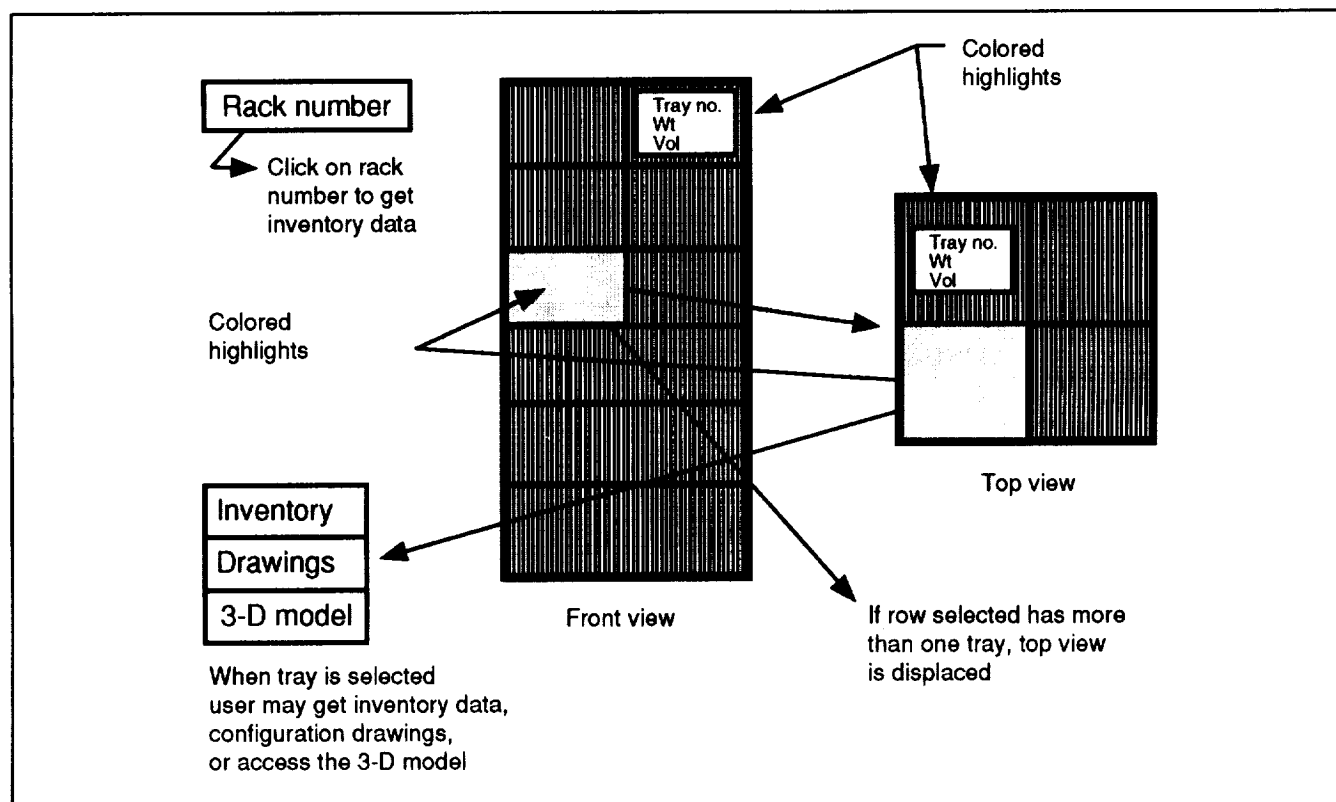 Rack number
Click on rack
number to get
inventory data
Tray no.
Wt
Vol
Colored
highlights
Tray no.
Wt
Vol
Colored
highlights
Top view
Inventory
Drawings
3-D model
Front view
If row selected has more
than one tray, top view
is displaced
When tray is selected
user may get inventory data,
configuration drawings,
or access the 3-D model